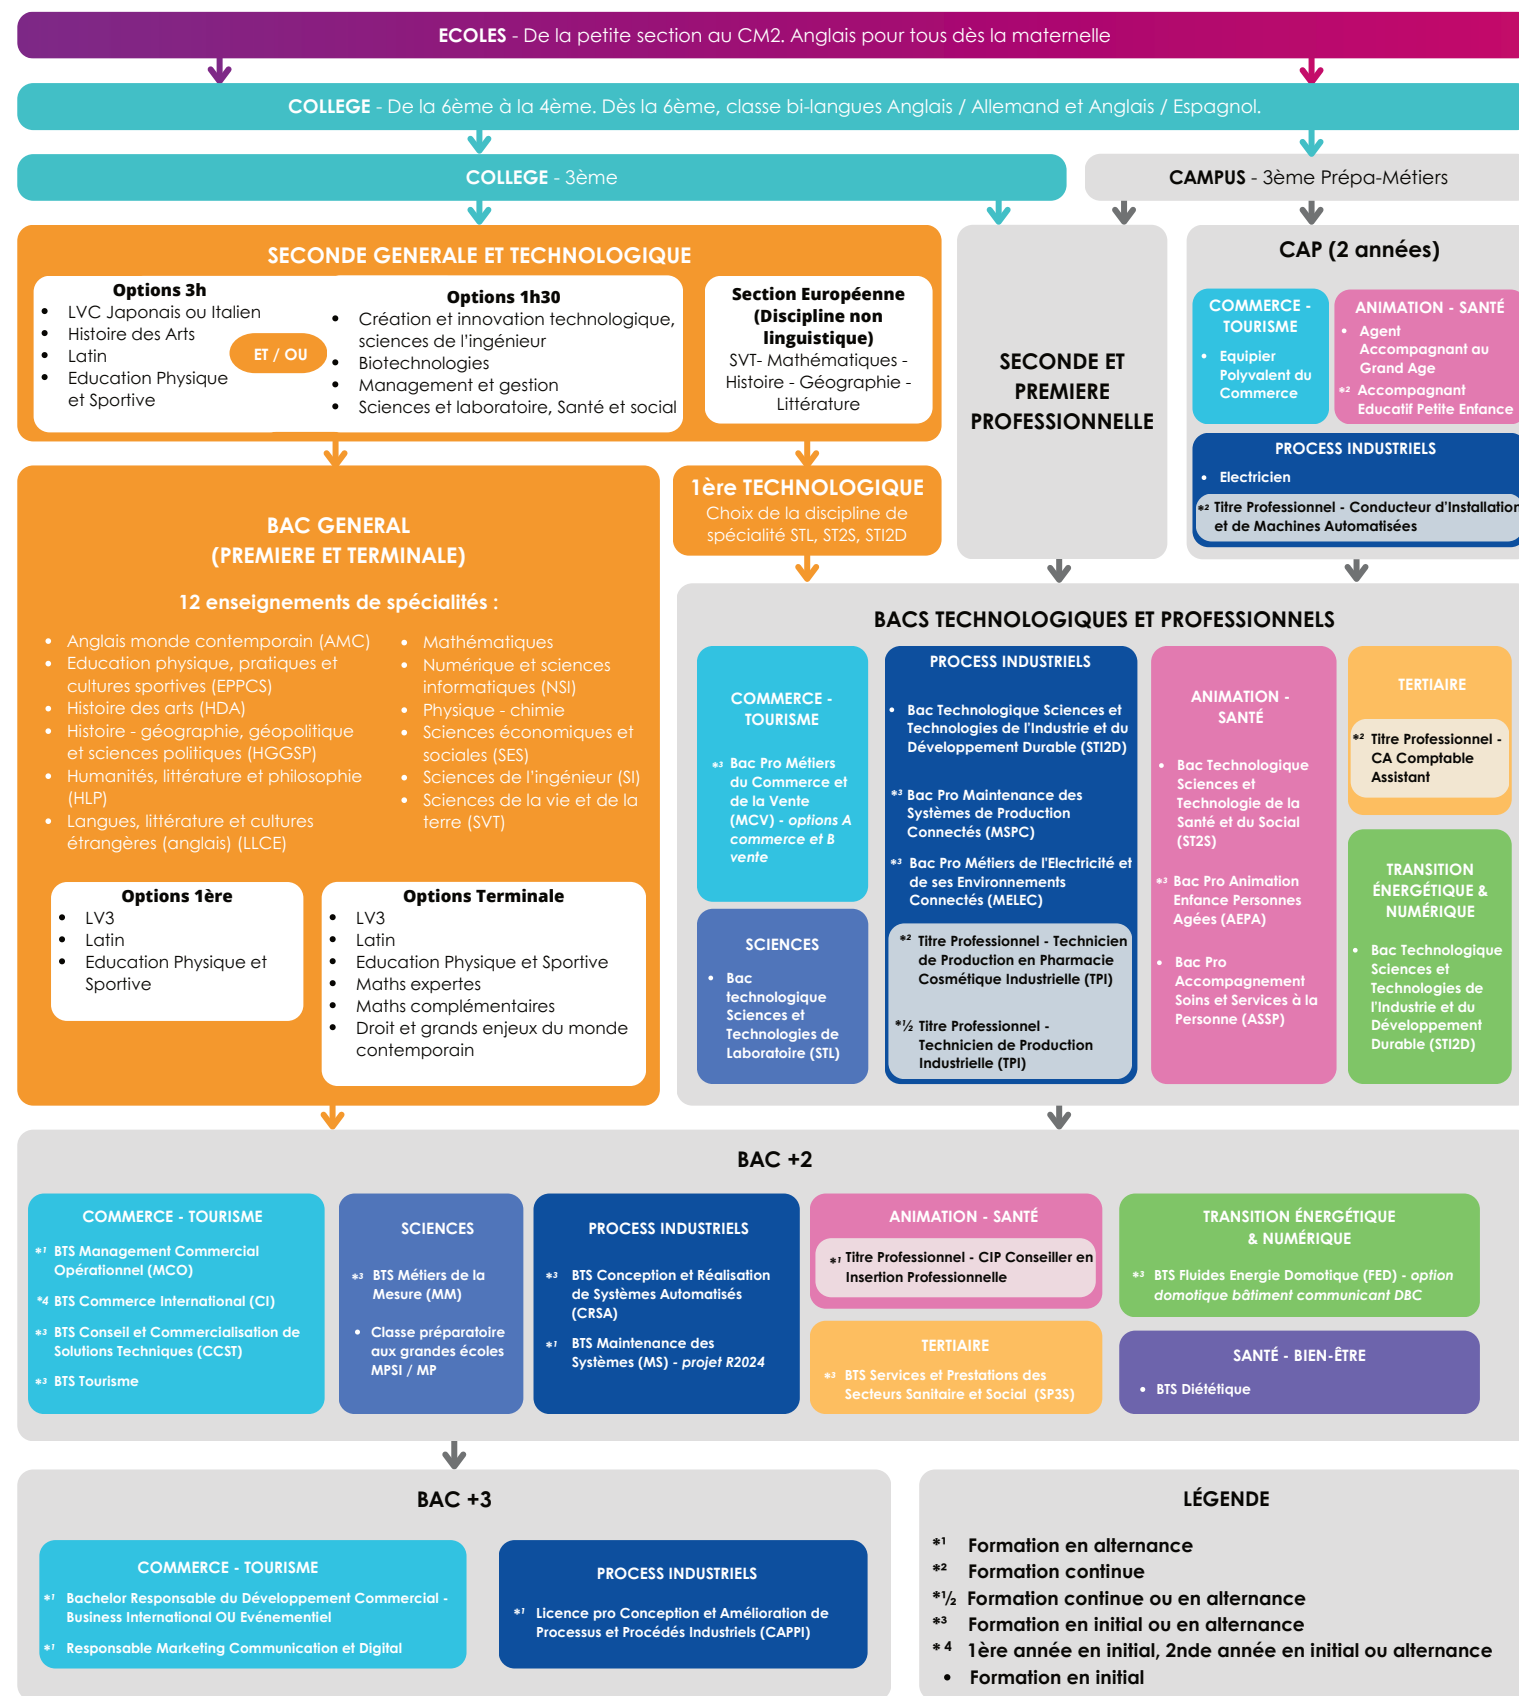 ECOLES - De la petite section au CM2. Anglais pour tous dès la maternelle
COLLEGE - De la 6ème à la 4ème. Dès la 6ème, classe bi-langues Anglais / Allemand et Anglais / Espagnol.
COLLEGE - 3ème
CAMPUS - 3ème Prépa-Métiers
SECONDE GENERALE ET TECHNOLOGIQUE
Options 3h
• LVC Japonais ou Italien
• Histoire des Arts
• Latin
• Education Physique
et Sportive
ET / OU
Options 1h30
• Création et innovation technologique,
sciences de l'ingénieur
• Biotechnologies
• Management et gestion
• Sciences et laboratoire, Santé et social
Section Européenne
(Discipline non
linguistique)
SVT- Mathématiques -
Histoire - Géographie -
Littérature
SECONDE ET
PREMIERE
PROFESSIONNELLE
CAP (2 années)
COMMERCE -
TOURISME
• Equipier
Polyvalent du
Commerce
ANIMATION - SANTÉ
• Agent
Accompagnant au
Grand Age
*² Accompagnant
Educatif Petite Enfance
PROCESS INDUSTRIELS
• Electricien
*² Titre Professionnel - Conducteur d'Installation
et de Machines Automatisées
BAC GENERAL
(PREMIERE ET TERMINALE)
12 enseignements de spécialités :
• Anglais monde contemporain (AMC)
• Education physique, pratiques et
cultures sportives (EPPCS)
• Histoire des arts (HDA)
• Histoire - géographie, géopolitique
et sciences politiques (HGGSP)
• Humanités, littérature et philosophie
(HLP)
• Langues, littérature et cultures
étrangères (anglais) (LLCE)
• Mathématiques
• Numérique et sciences
informatiques (NSI)
• Physique - chimie
• Sciences économiques et
sociales (SES)
• Sciences de l'ingénieur (SI)
• Sciences de la vie et de la
terre (SVT)
Options 1ère
• LV3
• Latin
• Education Physique et
Sportive
Options Terminale
• LV3
• Latin
• Education Physique et Sportive
• Maths expertes
• Maths complémentaires
• Droit et grands enjeux du monde
contemporain
1ère TECHNOLOGIQUE
Choix de la discipline de
spécialité STL, ST2S, STI2D
BACS TECHNOLOGIQUES ET PROFESSIONNELS
COMMERCE -
TOURISME
*³ Bac Pro Métiers
du Commerce et
de la Vente
(MCV) - options A
commerce et B
vente
SCIENCES
• Bac
technologique
Sciences et
Technologies de
Laboratoire (STL)
PROCESS INDUSTRIELS
• Bac Technologique Sciences et
Technologies de l'Industrie et du
Développement Durable (STI2D)
*³ Bac Pro Maintenance des
Systèmes de Production
Connectés (MSPC)
*³ Bac Pro Métiers de l'Electricité et
de ses Environnements
Connectés (MELEC)
*² Titre Professionnel - Technicien
de Production en Pharmacie
Cosmétique Industrielle (TPI)
*½ Titre Professionnel -
Technicien de Production
Industrielle (TPI)
ANIMATION -
SANTÉ
• Bac Technologique
Sciences et
Technologie de la
Santé et du Social
(ST2S)
*³ Bac Pro Animation
Enfance Personnes
Agées (AEPA)
• Bac Pro
Accompagnement
Soins et Services à la
Personne (ASSP)
TERTIAIRE
*² Titre Professionnel -
CA Comptable
Assistant
TRANSITION
ÉNERGÉTIQUE &
NUMÉRIQUE
• Bac Technologique
Sciences et
Technologies de
l'Industrie et du
Développement
Durable (STI2D)
BAC +2
COMMERCE - TOURISME
*¹ BTS Management Commercial
Opérationnel (MCO)
*4 BTS Commerce International (CI)
*³ BTS Conseil et Commercialisation de
Solutions Techniques (CCST)
*³ BTS Tourisme
SCIENCES
*³ BTS Métiers de la
Mesure (MM)
• Classe préparatoire
aux grandes écoles
MPSI / MP
PROCESS INDUSTRIELS
*³ BTS Conception et Réalisation
de Systèmes Automatisés
(CRSA)
*¹ BTS Maintenance des
Systèmes (MS) - projet R2024
ANIMATION - SANTÉ
*¹ Titre Professionnel - CIP Conseiller en
Insertion Professionnelle
TERTIAIRE
*³ BTS Services et Prestations des
Secteurs Sanitaire et Social (SP3S)
TRANSITION ÉNERGÉTIQUE
& NUMÉRIQUE
*³ BTS Fluides Energie Domotique (FED) - option
domotique bâtiment communicant DBC
SANTÉ - BIEN-ÊTRE
• BTS Diététique
BAC +3
COMMERCE - TOURISME
*¹ Bachelor Responsable du Développement Commercial -
Business International OU Evénementiel
*¹ Responsable Marketing Communication et Digital
PROCESS INDUSTRIELS
*¹ Licence pro Conception et Amélioration de
Processus et Procédés Industriels (CAPPI)
LÉGENDE
*¹ Formation en alternance
*² Formation continue
*½ Formation continue ou en alternance
*³ Formation en initial ou en alternance
*⁴ 1ère année en initial, 2nde année en initial ou alternance
• Formation en initial